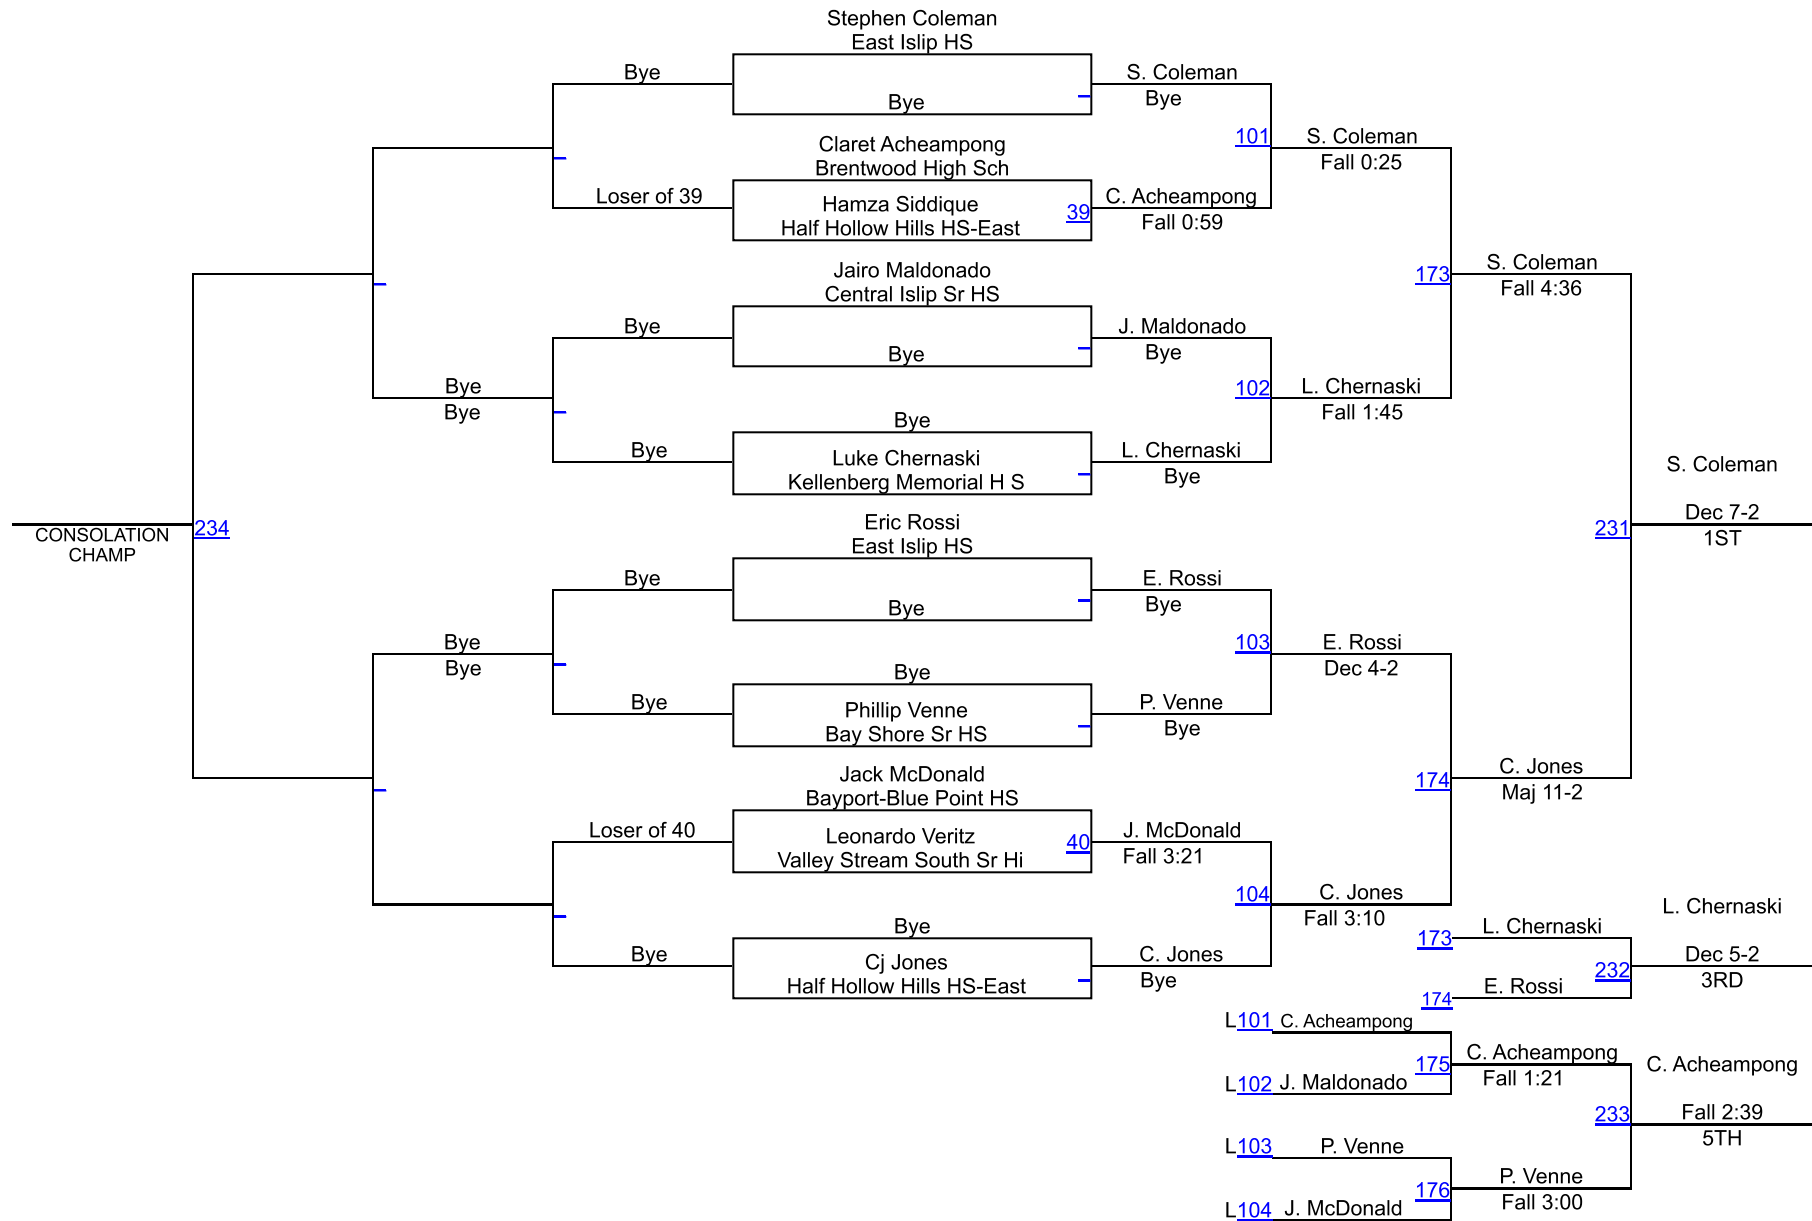 Stephen Coleman
East Islip HS
Bye
S. Coleman
Bye
Bye
Claret Acheampong
Brentwood High Sch
101
S. Coleman
Fall 0:25
Loser of 39
Hamza Siddique
Half Hollow Hills HS-East
39
C. Acheampong
Fall 0:59
Jairo Maldonado
Central Islip Sr HS
173
S. Coleman
Fall 4:36
Bye
J. Maldonado
Bye
Bye
Bye
Bye
102
L. Chernaski
Fall 1:45
Bye
Bye
Luke Chernaski
Kellenberg Memorial H S
L. Chernaski
Bye
S. Coleman
Dec 7-2
1ST
231
CONSOLATION
CHAMP
234
Eric Rossi
East Islip HS
Bye
E. Rossi
Bye
Bye
Bye
Bye
103
E. Rossi
Dec 4-2
Bye
Bye
Phillip Venne
Bay Shore Sr HS
P. Venne
Bye
Jack McDonald
Bayport-Blue Point HS
174
C. Jones
Maj 11-2
Loser of 40
Leonardo Veritz
Valley Stream South Sr Hi
40
J. McDonald
Fall 3:21
104
C. Jones
Fall 3:10
Bye
Bye
Cj Jones
Half Hollow Hills HS-East
C. Jones
Bye
173
L. Chernaski
L. Chernaski
Dec 5-2
3RD
232
174
E. Rossi
L101 C. Acheampong
175
C. Acheampong
Fall 1:21
L102 J. Maldonado
C. Acheampong
Fall 2:39
5TH
233
L103 P. Venne
176
P. Venne
Fall 3:00
L104 J. McDonald